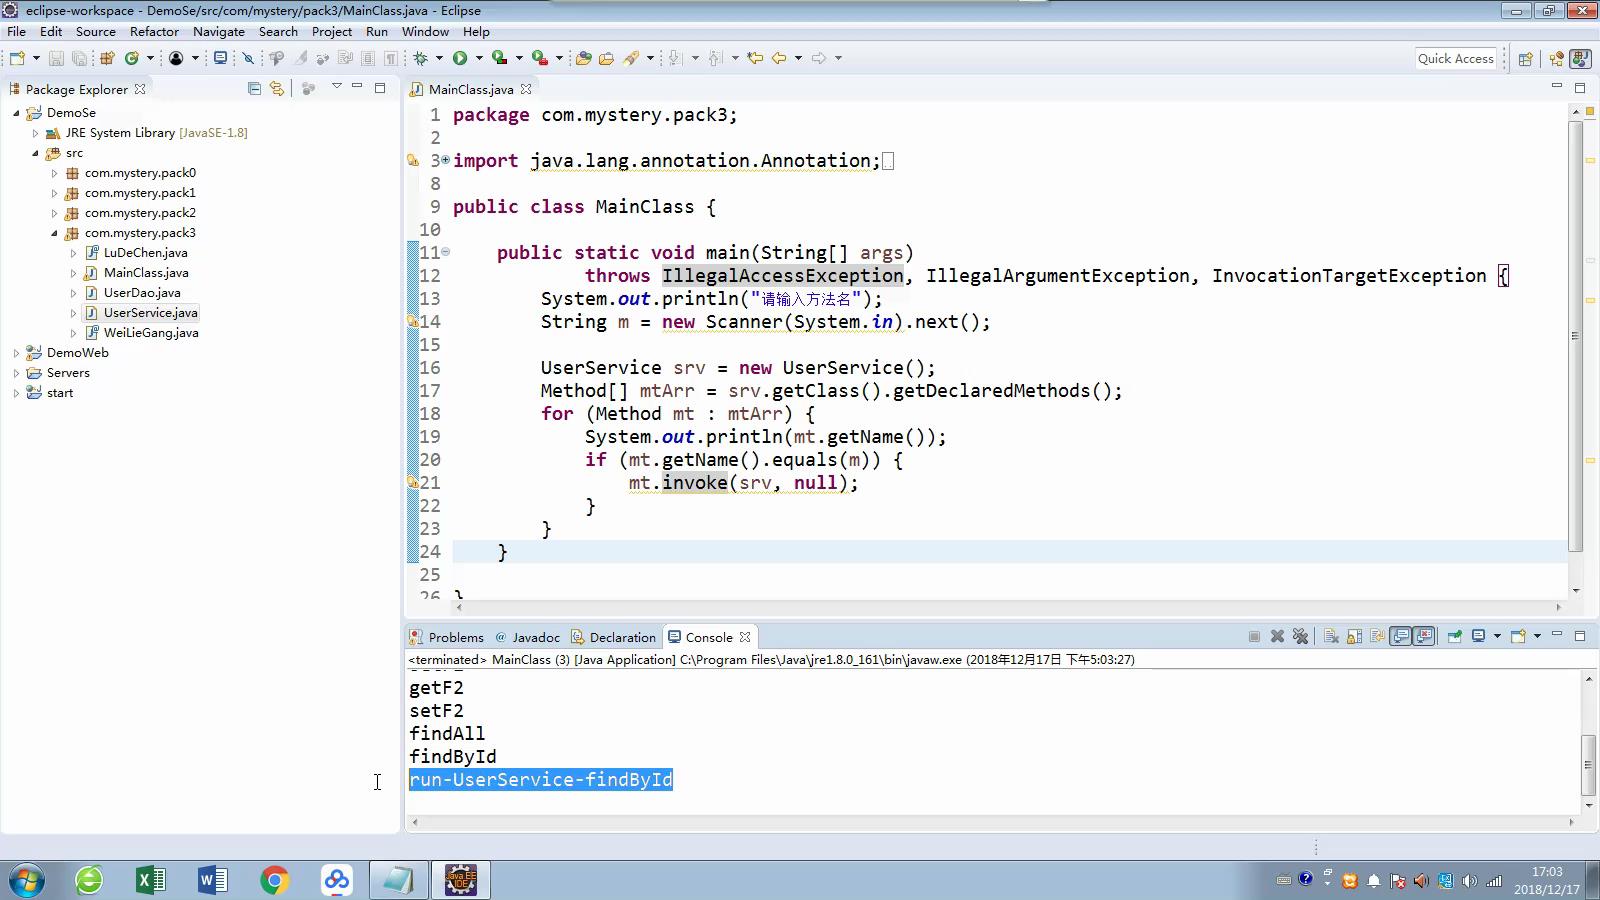 eclipse-workspace - DemoSe/src/com/mystery/pack3/MainClass.java - Eclipse
File Edit Source Refactor Navigate Search Project Run Window Help
Quick Access
Package Explorer
DemoSe
JRE System Library [JavaSE-1.8]
src
com.mystery.pack0
com.mystery.pack1
com.mystery.pack2
com.mystery.pack3
LuDeChen.java
MainClass.java
UserDao.java
UserService.java
WeiLieGang.java
DemoWeb
Servers
start
MainClass.java
1 package com.mystery.pack3;
2
3 import java.lang.annotation.Annotation;
8
9 public class MainClass {
10
11 public static void main(String[] args)
12 throws IllegalAccessException, IllegalArgumentException, InvocationTargetException {
13 System.out.println("请输入方法名");
14 String m = new Scanner(System.in).next();
15
16 UserService srv = new UserService();
17 Method[] mtArr = srv.getClass().getDeclaredMethods();
18 for (Method mt : mtArr) {
19 System.out.println(mt.getName());
20 if (mt.getName().equals(m)) {
21 mt.invoke(srv, null);
22 }
23 }
24 }
25
26 }
Problems @ Javadoc Declaration Console
<terminated> MainClass (3) [Java Application] C:\Program Files\Java\jre1.8.0_161\bin\javaw.exe (2018年12月17日 下午5:03:27)
getF2
setF2
findAll
findById
run-UserService-findById
17:03
2018/12/17